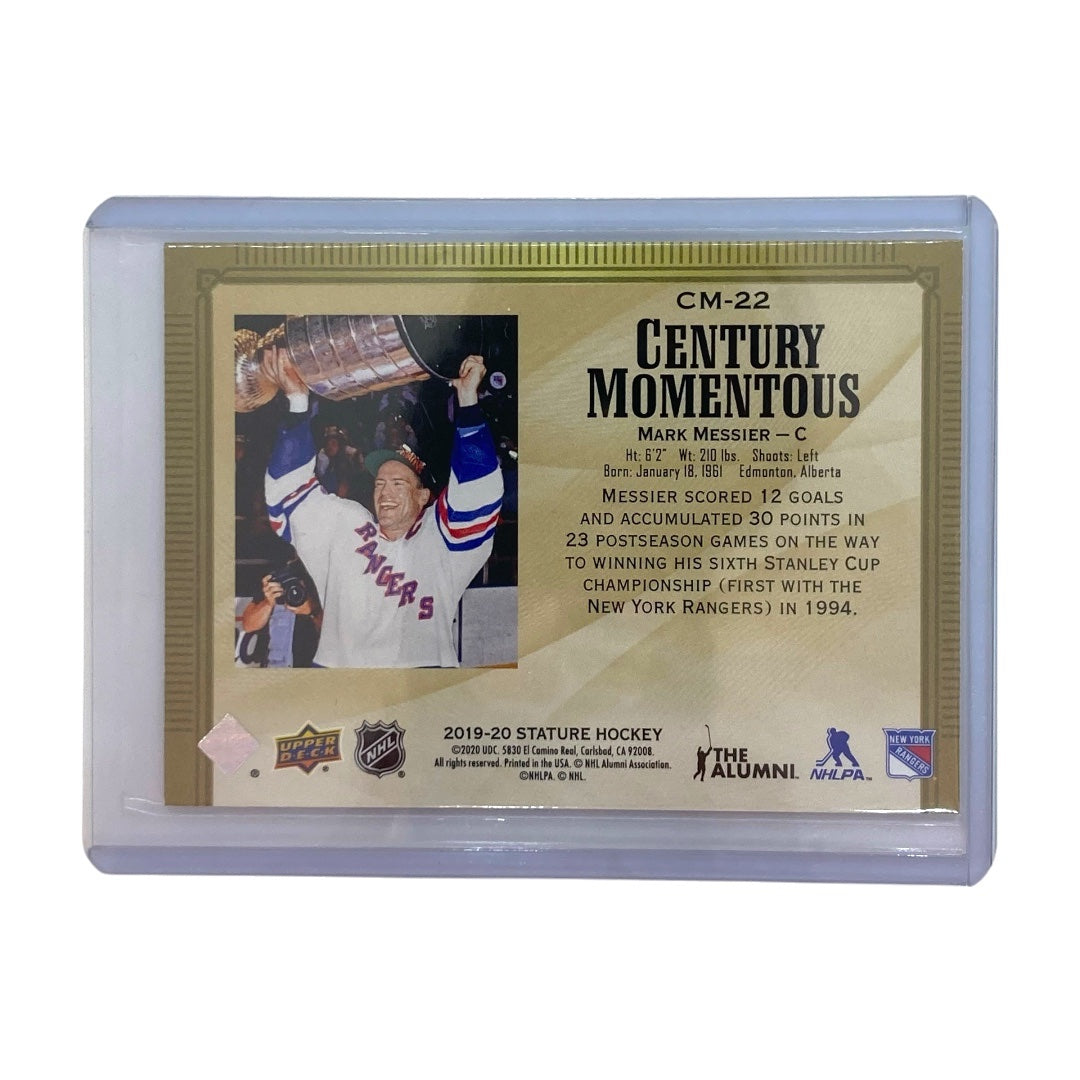 CM-22
CENTURY
MOMENTOUS
MARK MESSIER – C
Ht: 6'2" Wt: 210 lbs. Shoots: Left
Born: January 18, 1961 Edmonton, Alberta
MESSIER SCORED 12 GOALS
AND ACCUMULATED 30 POINTS IN
23 POSTSEASON GAMES ON THE WAY
TO WINNING HIS SIXTH STANLEY CUP
CHAMPIONSHIP (FIRST WITH THE
NEW YORK RANGERS) IN 1994.
RANGERS
C
UPPER
DECK
®
NHL
®
2019-20 STATURE HOCKEY
©2020 UDC. 5830 El Camino Real, Carlsbad, CA 92008.
All rights reserved. Printed in the USA. © NHL Alumni Association.
©NHLPA. © NHL.
THE
ALUMNI™
NHLPA™
NEW YORK
RANGERS